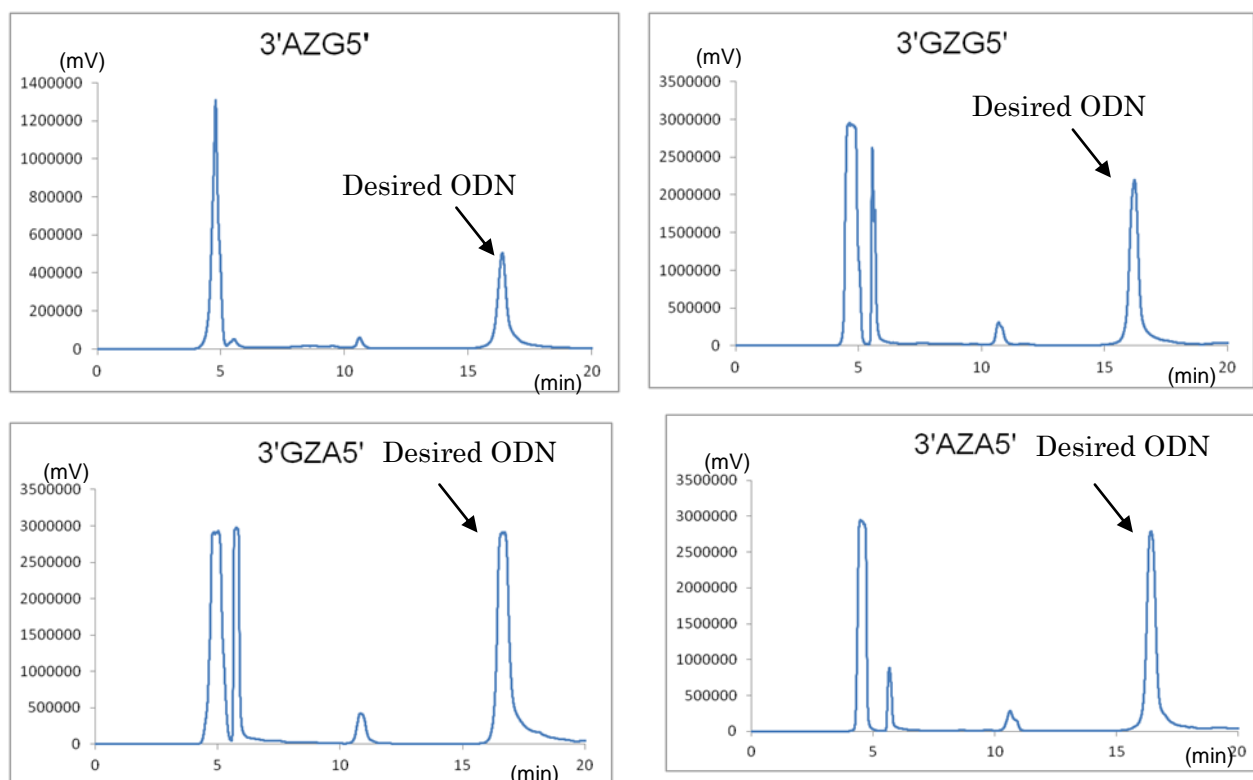 3'AZG5'
(mV)
1400000
1200000
1000000
800000
600000
400000
200000
0
Desired ODN
0 5 10 15 20
(min)
3'GZG5'
(mV)
3500000
3000000
2500000
2000000
1500000
1000000
500000
0
Desired ODN
0 5 10 15 20
(min)
3'GZA5' Desired ODN
(mV)
3500000
3000000
2500000
2000000
1500000
1000000
500000
0
0 5 10 15 20
(min)
3'AZA5' Desired ODN
(mV)
3500000
3000000
2500000
2000000
1500000
1000000
500000
0
0 5 10 15 20
(min)